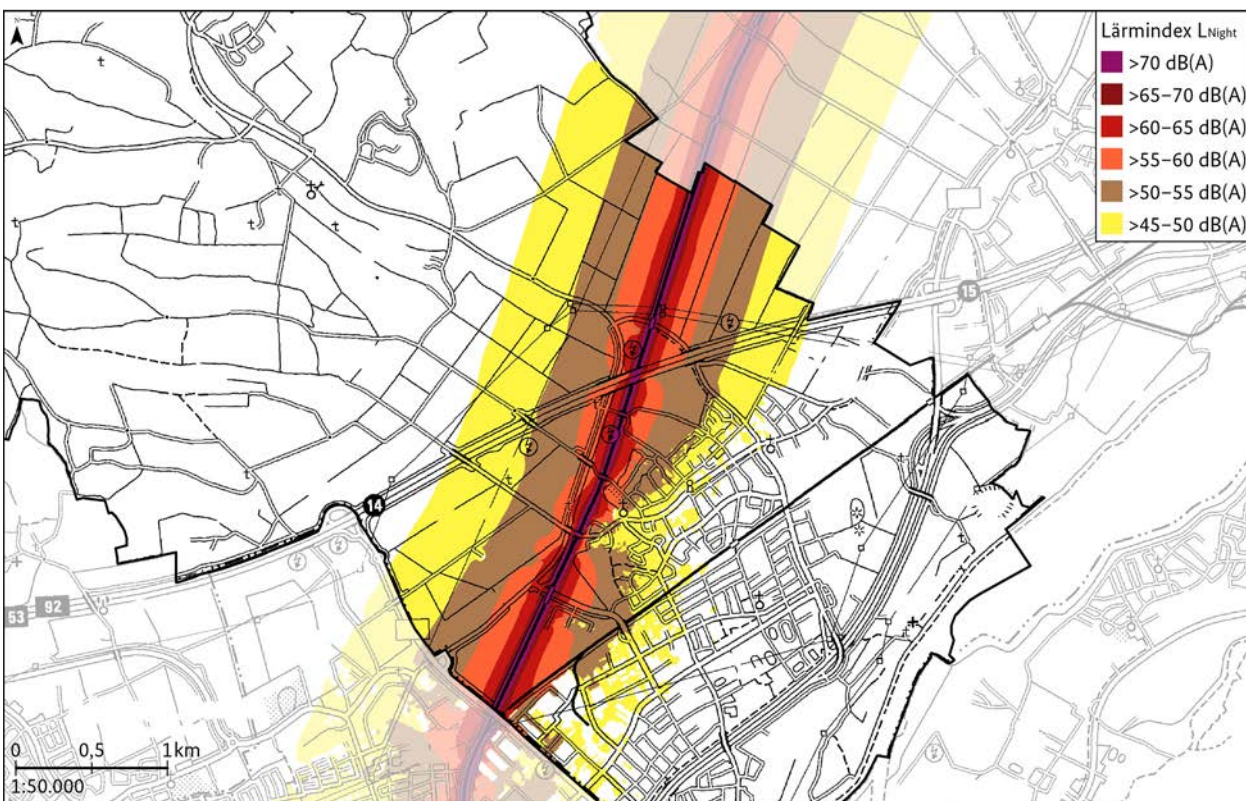 Lärmindex LNight
>70 dB(A)
>65–70 dB(A)
>60–65 dB(A)
>55–60 dB(A)
>50–55 dB(A)
>45–50 dB(A)
15
14
53 92
0 0,5 1km
1:50.000